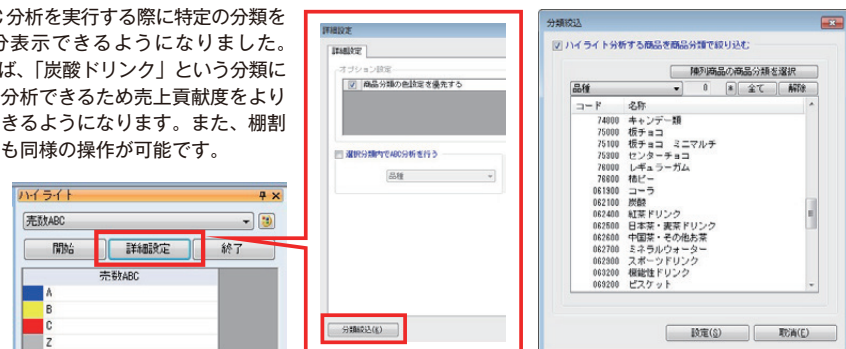 分析を実行する際に特定の分類を
分表示できるようになりました。
ば、「炭酸ドリンク」という分類に
分析できるため売上貢献度をより
きるようになります。また、棚割
も同様の操作が可能です。
ハイライト
売数ABC
開始
詳細設定
終了
売数ABC
A
B
C
Z
詳細設定
詳細設定
オプション設定
商品分類の色設定を優先する
選択分類内でABC分析を行う
品種
分類絞込(K)
分類絞込
ハイライト分析する商品を商品分類で絞り込む
陳列商品の商品分類を選択
品種 0 全て 解除
コード 名称
74000 キャンデー類
75000 板チョコ
75100 板チョコ ミニマルチ
75900 センターチョコ
76000 レギュラーガム
76600 柿ピー
061900 コーラ
062100 炭酸
062400 紅茶ドリンク
062500 日本茶・麦茶ドリンク
062600 中国茶・その他お茶
062700 ミネラルウォーター
062900 スポーツドリンク
063200 機能性ドリンク
069200 ビスケット
設定(S) 取消(E)